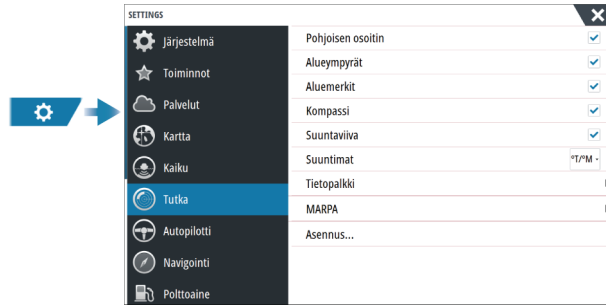 SETTINGS
Järjestelmä
Toiminnot
Palvelut
Kartta
Kaiku
Tutka
Autopilotti
Navigointi
Polttoaine
Pohjoisen osoitin
Alueympyrät
Aluemerkit
Kompassi
Suuntaviiva
Suuntimat °T/°M
Tietopalkki
MARPA
Asennus...